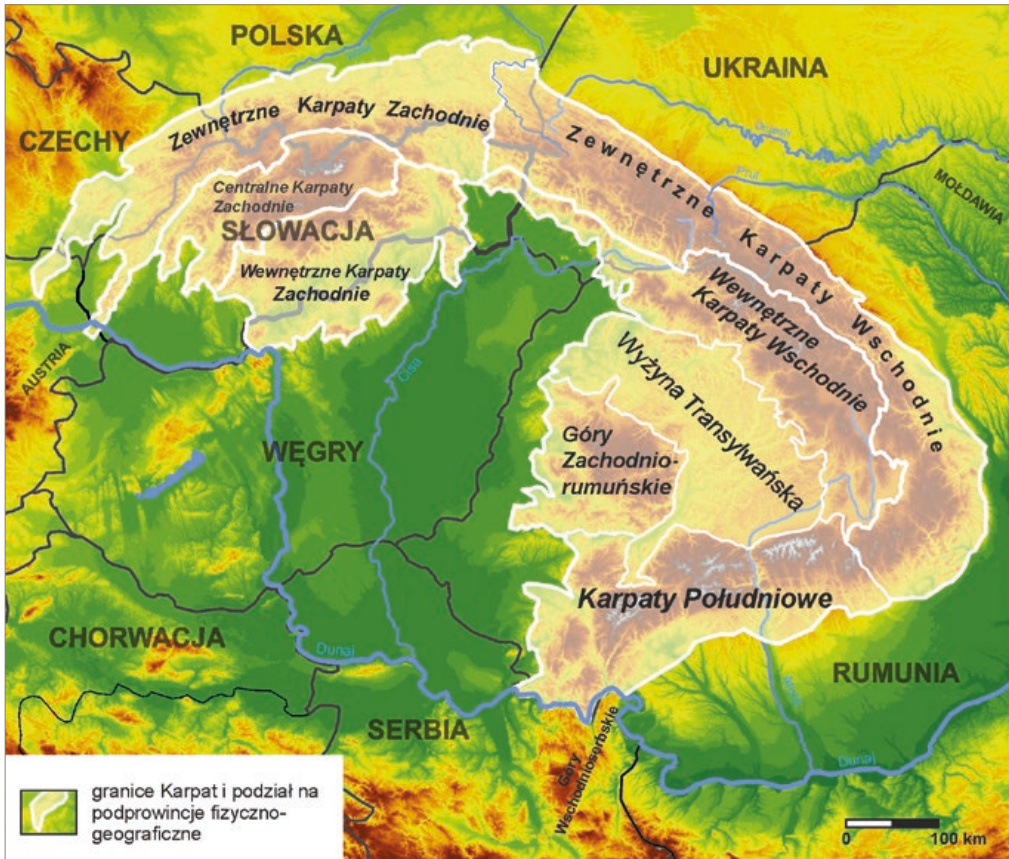 POLSKA
UKRAINA
CZECHY
Zewnętrzne Karpaty Zachodnie
Zewnętrzne Karpaty Wschodnie
Dniestr
Prut
MOŁDAWIA
Centralne Karpaty
Zachodnie
SŁOWACJA
Wewnętrzne Karpaty
Zachodnie
Wewnętrzne
Karpaty Wschodnie
AUSTRIA
Cisa
Wyżyna Transylwańska
WĘGRY
Góry
Zachodnio-
rumuńskie
Karpaty Południowe
CHORWACJA
Dunaj
RUMUNIA
SERBIA
Góry
Wschodnioserbskie
Dunaj
granice Karpat i podział na
podprowincje fizyczno-
geograficzne
0 100 km